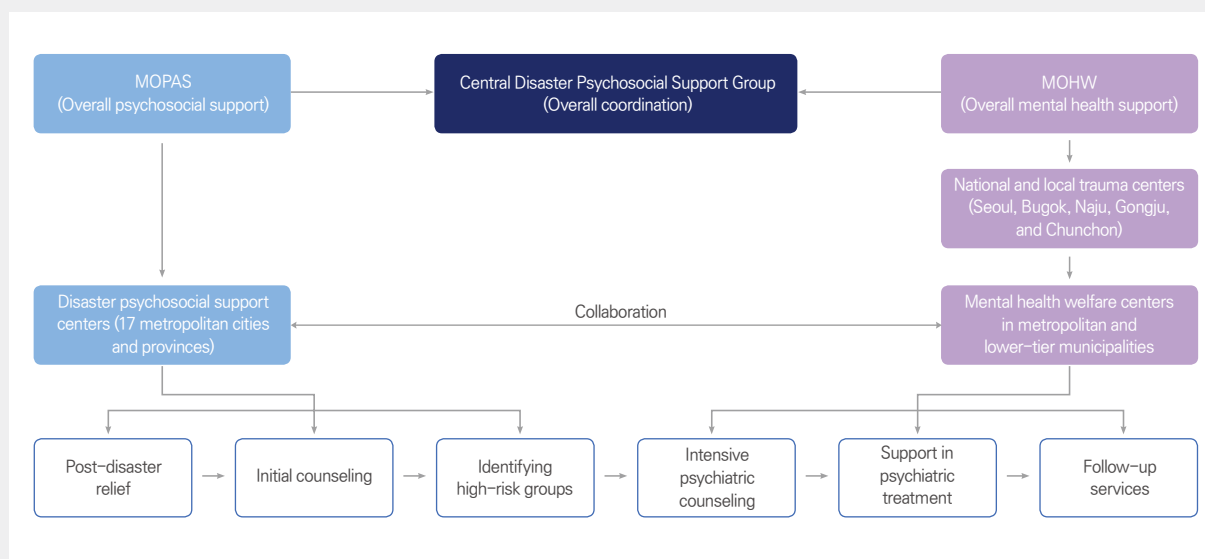 MOPAS
(Overall psychosocial support)
Central Disaster Psychosocial Support Group
(Overall coordination)
MOHW
(Overall mental health support)
National and local trauma centers
(Seoul, Bugok, Naju, Gongju,
and Chunchon)
Disaster psychosocial support
centers (17 metropolitan cities
and provinces)
Collaboration
Mental health welfare centers
in metropolitan and
lower-tier municipalities
Post-disaster
relief
Initial counseling
Identifying
high-risk groups
Intensive
psychiatric
counseling
Support in
psychiatric
treatment
Follow-up
services